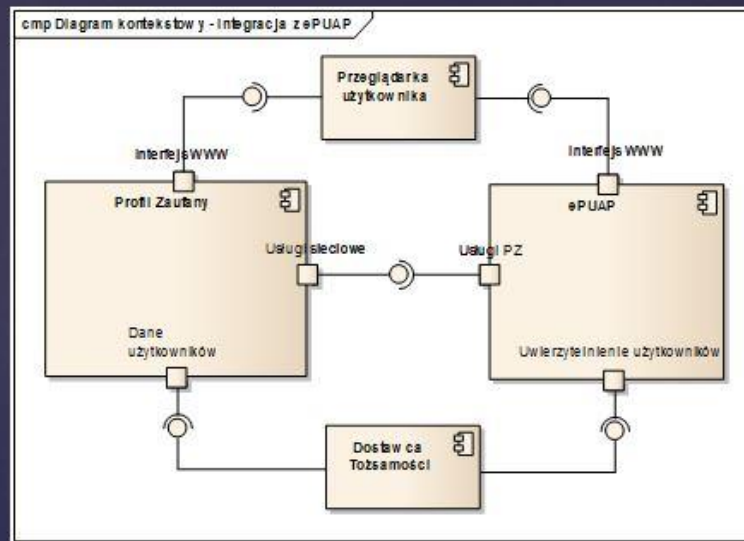 cmp Diagram kontekstowy - Integracja z ePUAP
Przeglądarka
użytkownika
Interfejs WWW
Interfejs WWW
Profil Zaufany
ePUAP
Usługi sieciowe
Usługi PZ
Dane
użytkowników
Uwierzytelnienie użytkowników
Dostawca
Tożsamości